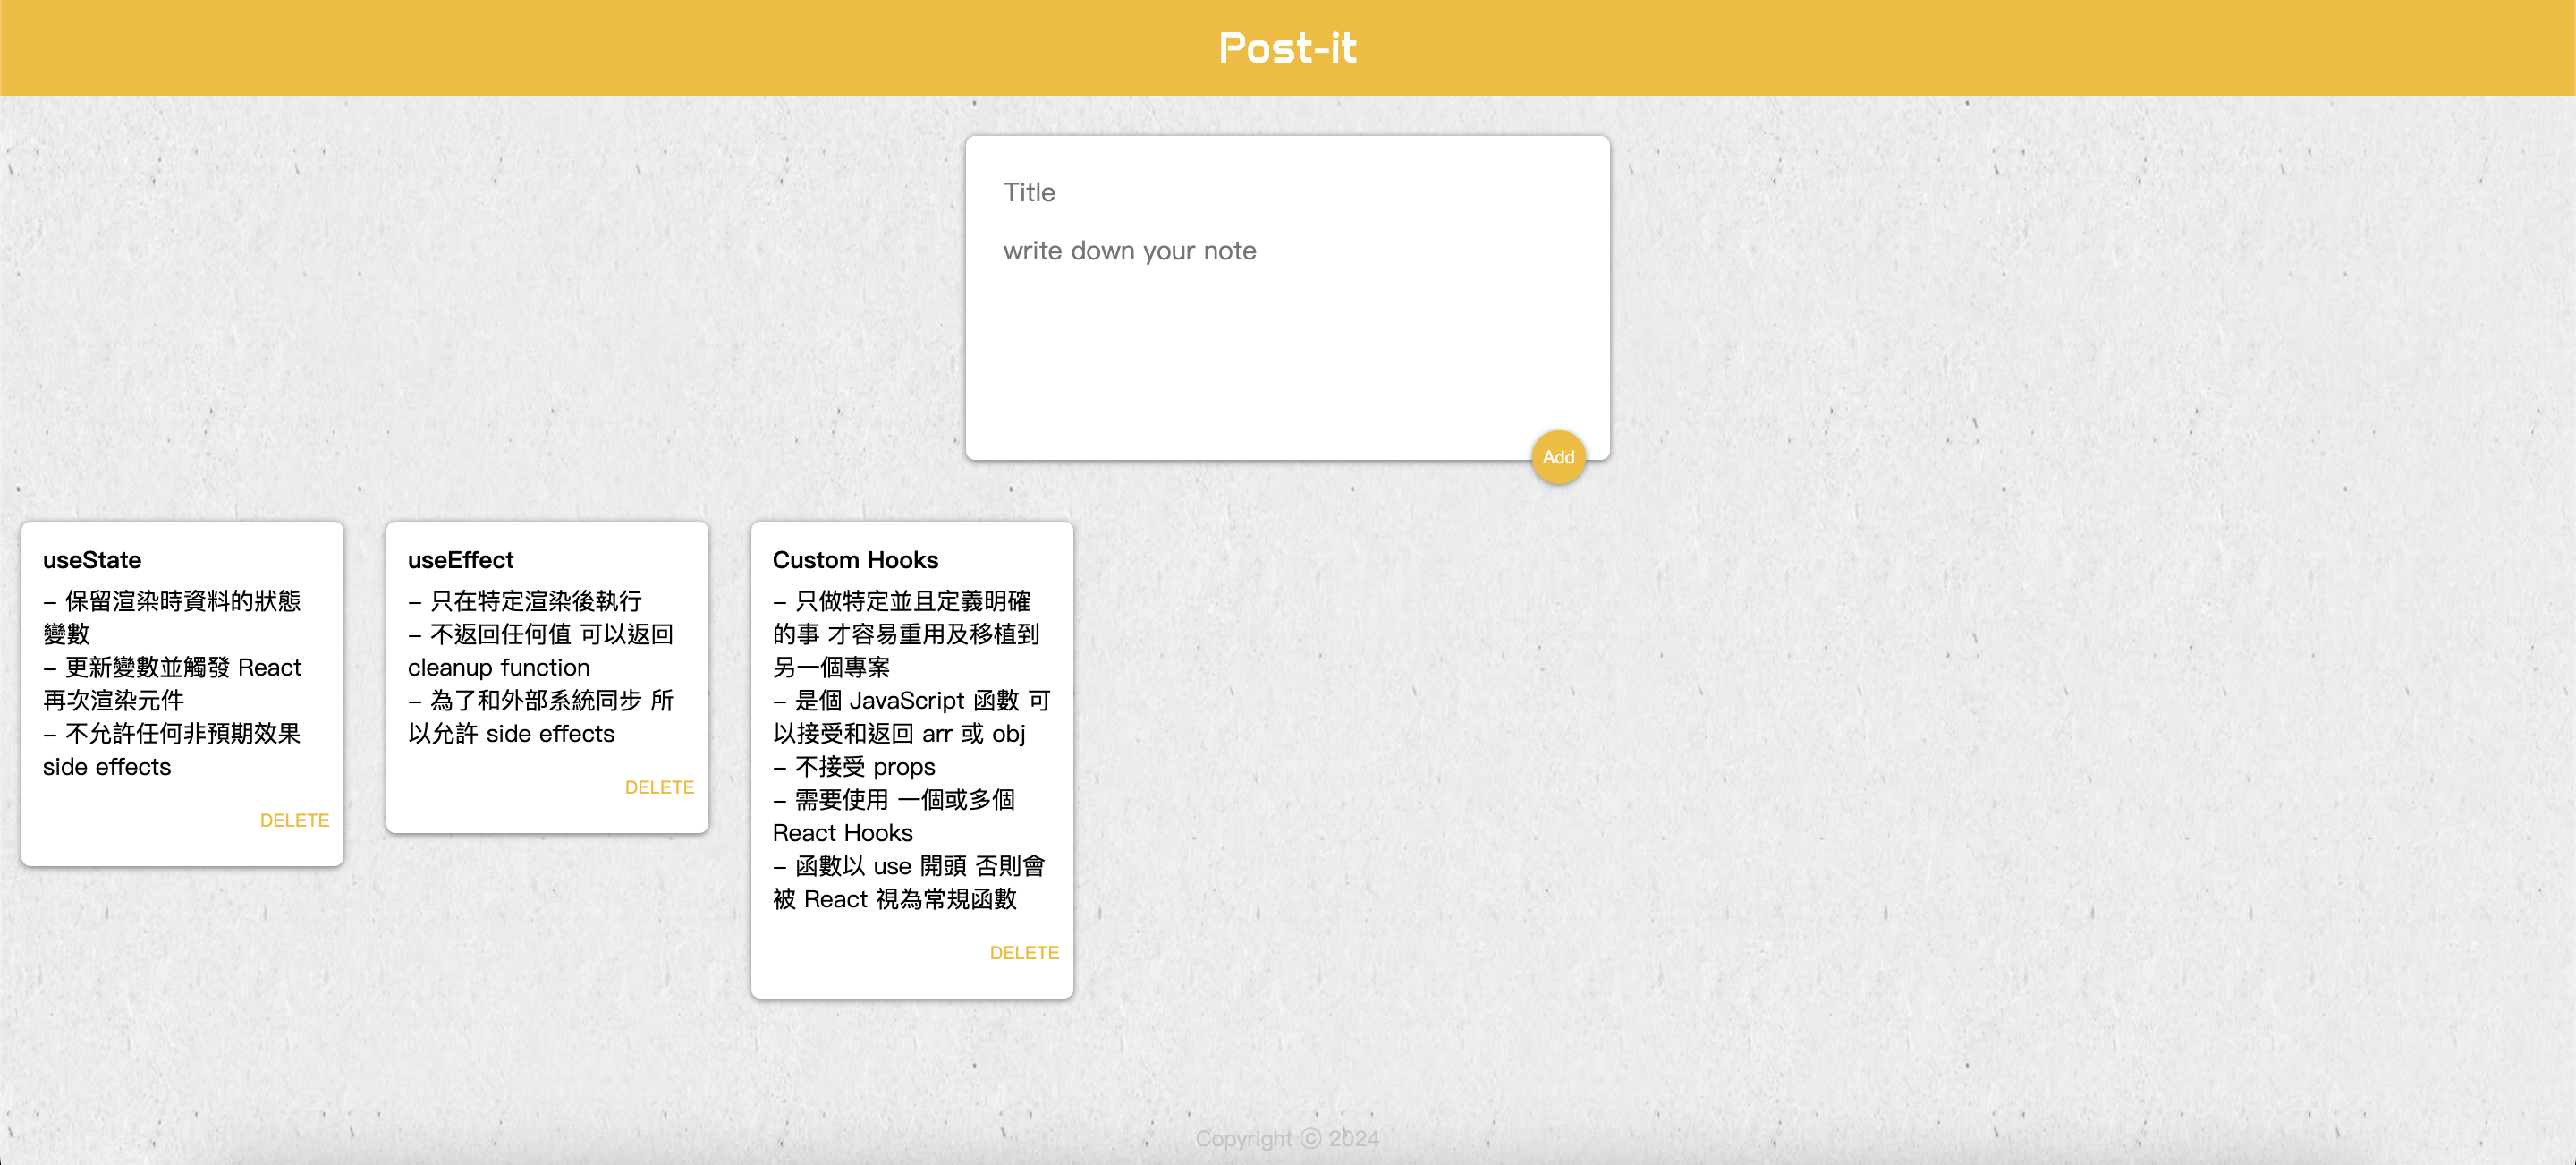 Post-it
Title
write down your note
Add
useState
- 保留渲染時資料的狀態
變數
- 更新變數並觸發 React
再次渲染元件
- 不允許任何非預期效果
side effects
DELETE
useEffect
- 只在特定渲染後執行
- 不返回任何值 可以返回
cleanup function
- 為了和外部系統同步 所
以允許 side effects
DELETE
Custom Hooks
- 只做特定並且定義明確
的事 才容易重用及移植到
另一個專案
- 是個 JavaScript 函數 可
以接受和返回 arr 或 obj
- 不接受 props
- 需要使用 一個或多個
React Hooks
- 函數以 use 開頭 否則會
被 React 視為常規函數
DELETE
Copyright ⓒ 2024